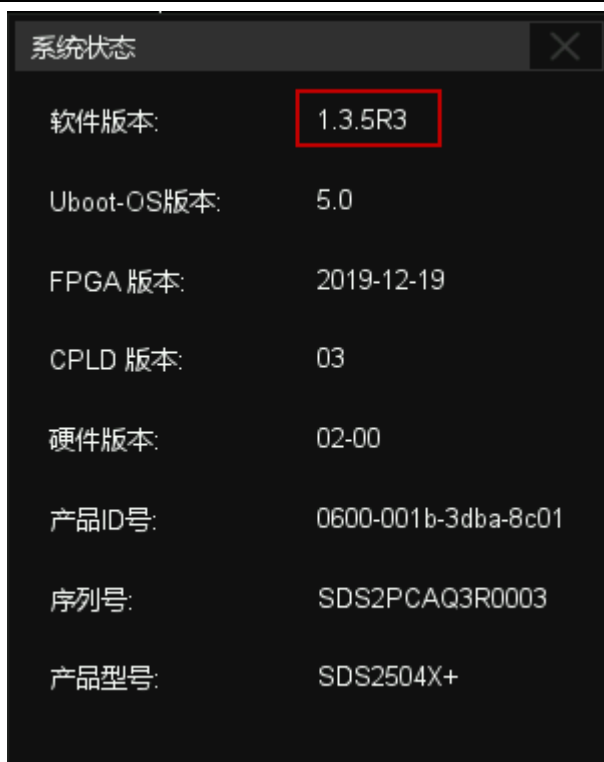 系统状态
软件版本: 1.3.5R3
Uboot-OS版本: 5.0
FPGA 版本: 2019-12-19
CPLD 版本: 03
硬件版本: 02-00
产品ID号: 0600-001b-3dba-8c01
序列号: SDS2PCAQ3R0003
产品型号: SDS2504X+